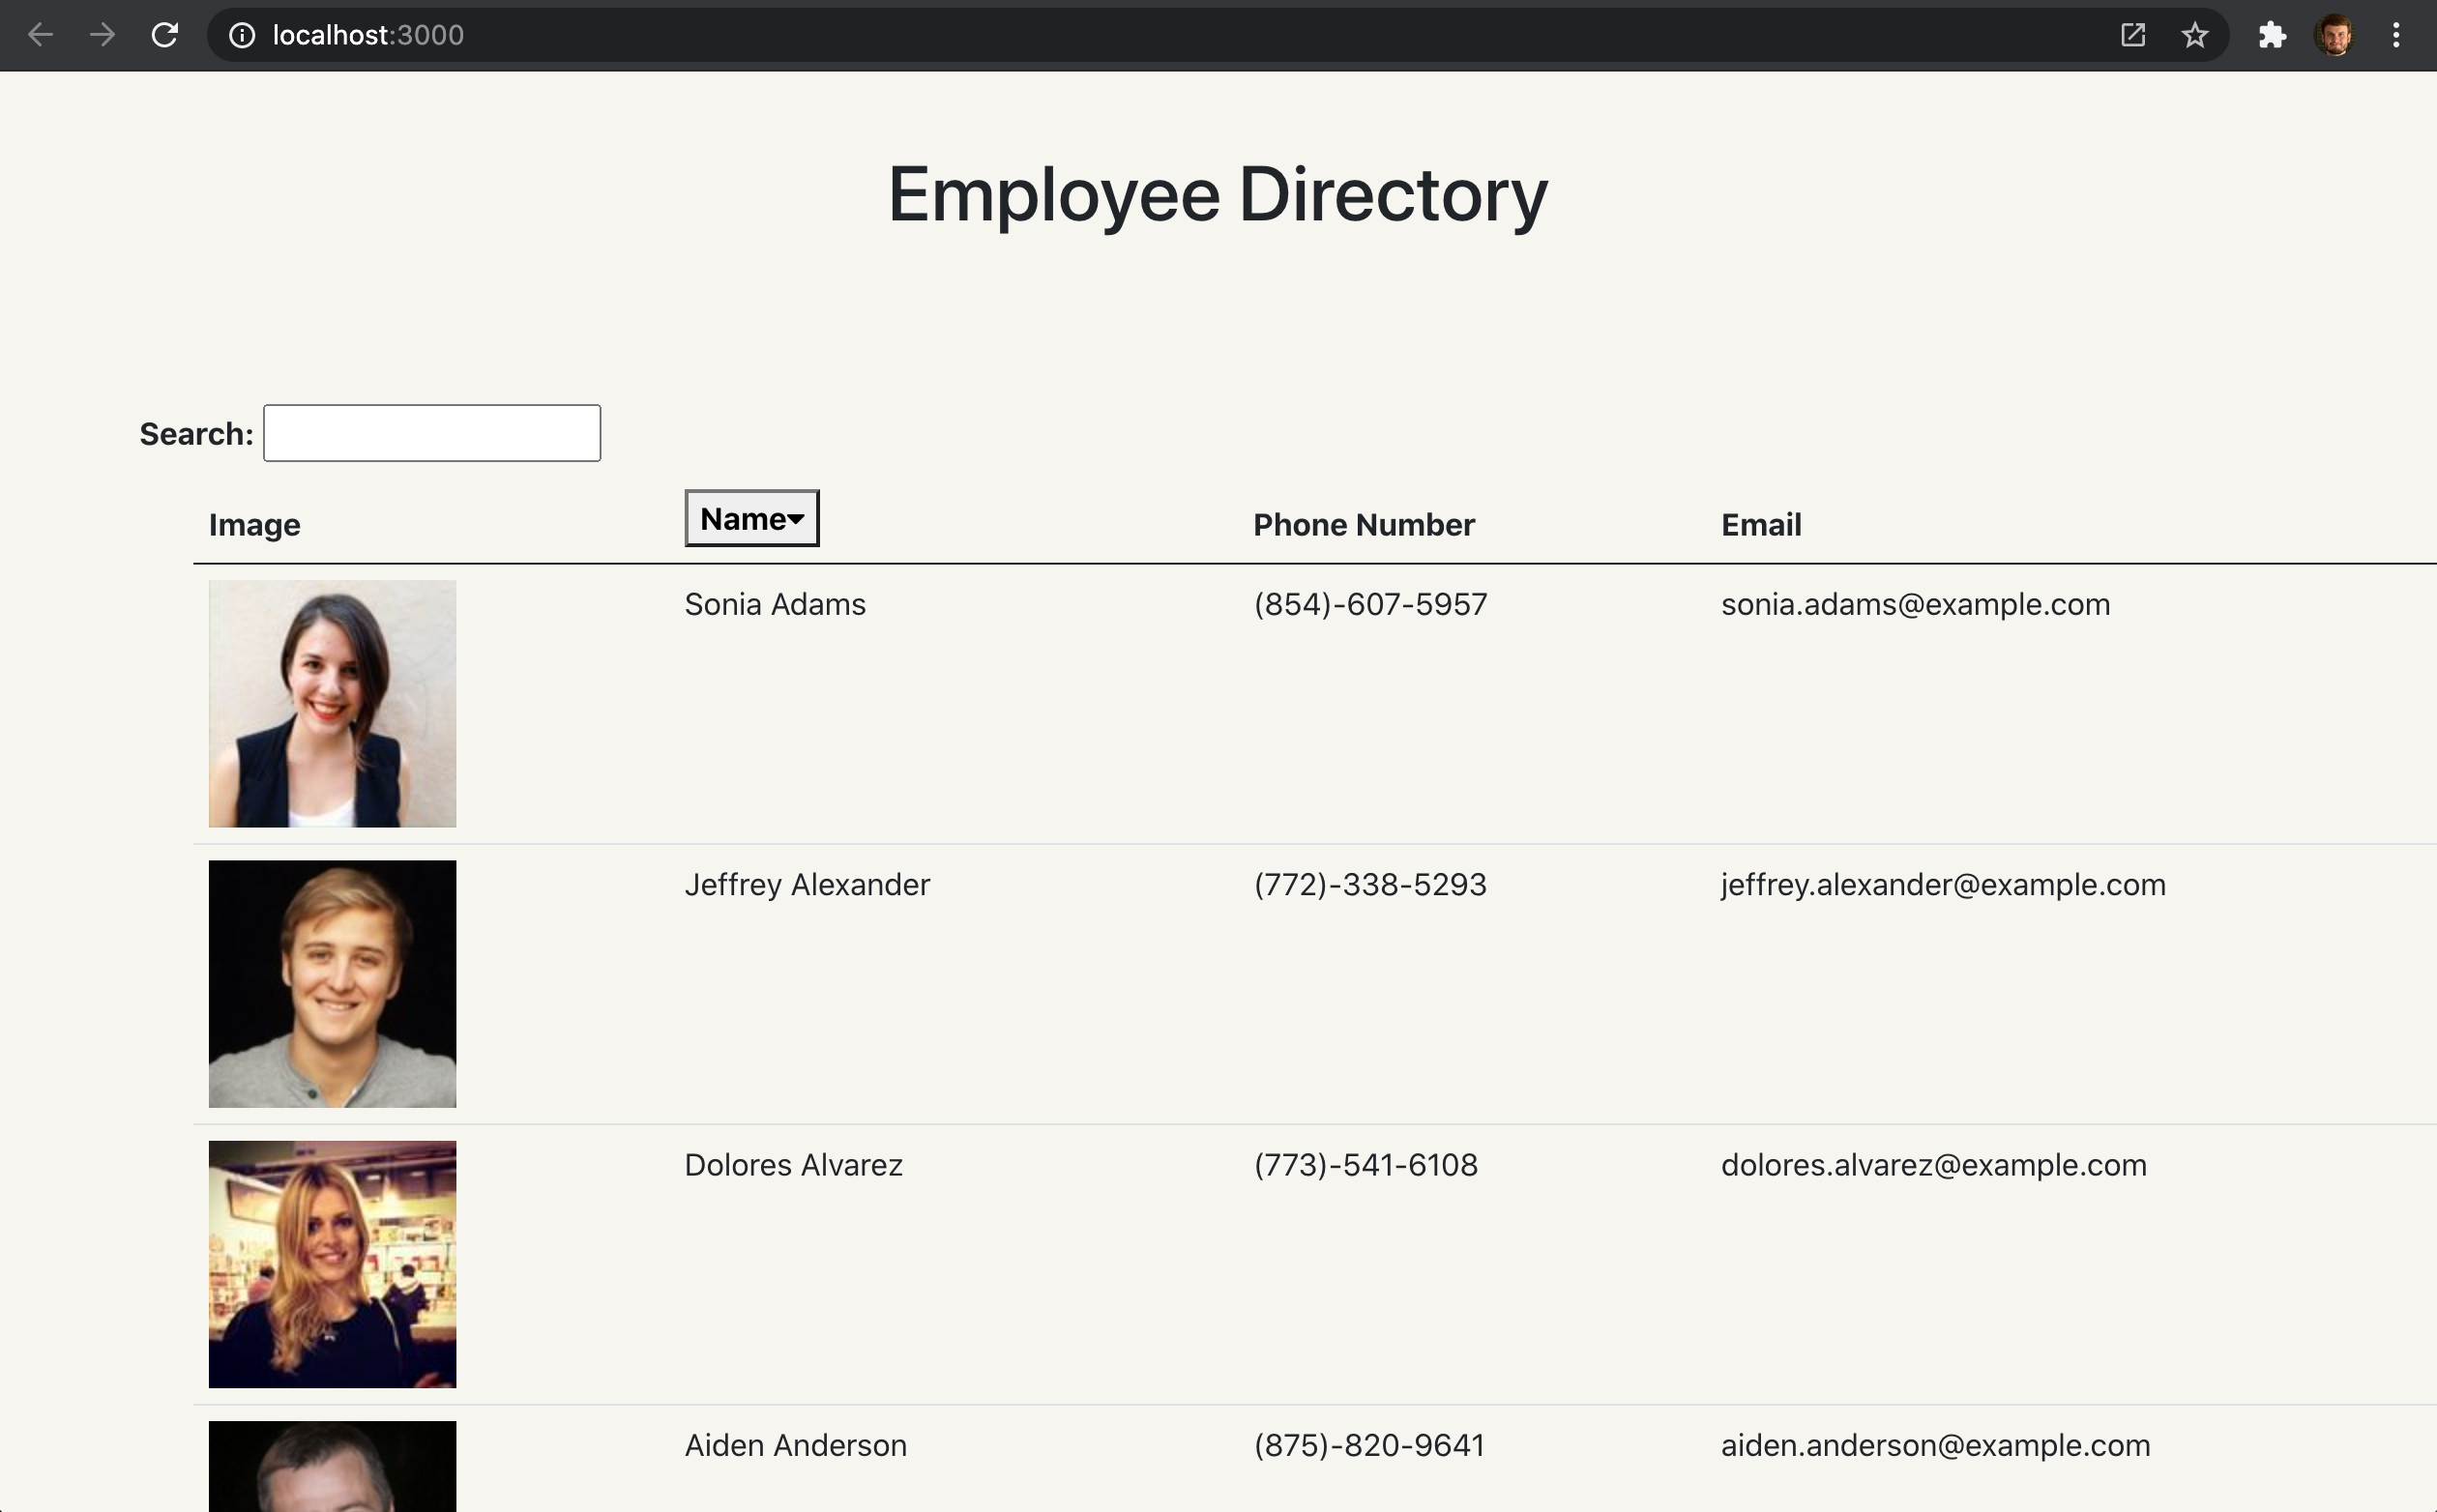 localhost:3000
Employee Directory
Search:
Image Name Phone Number Email
Sonia Adams (854)-607-5957 sonia.adams@example.com
Jeffrey Alexander (772)-338-5293 jeffrey.alexander@example.com
Dolores Alvarez (773)-541-6108 dolores.alvarez@example.com
Aiden Anderson (875)-820-9641 aiden.anderson@example.com